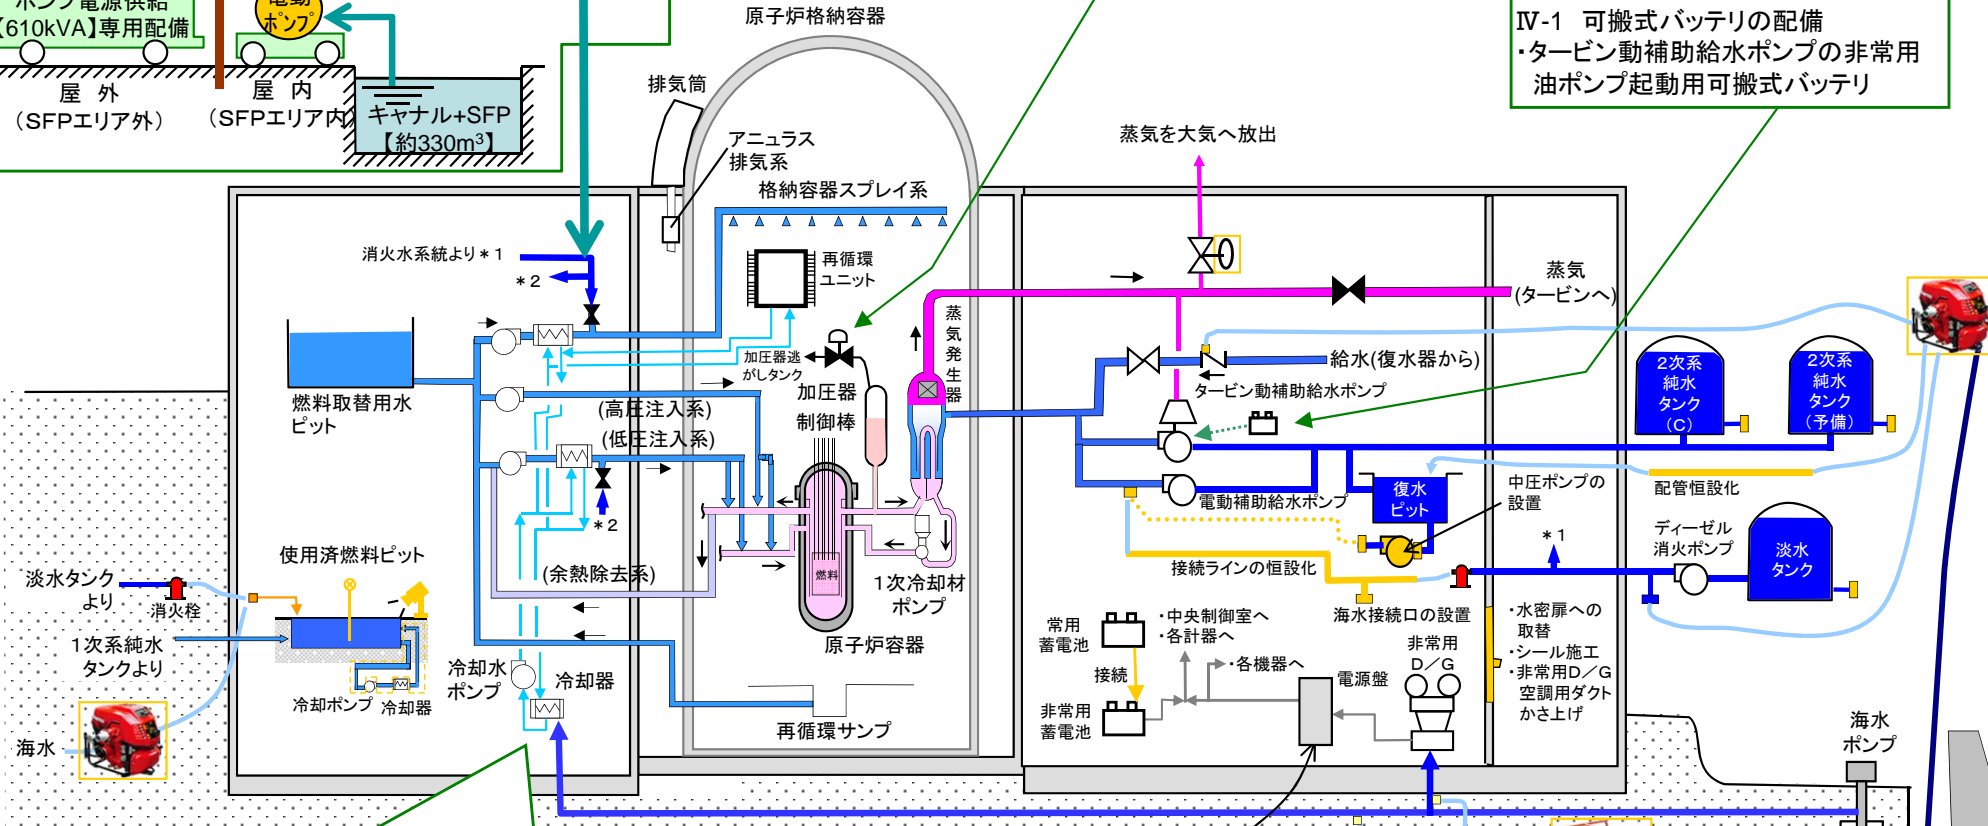 ポンプ電源供給
【610kVA】専用配備
電動
ポンプ
屋 外
(SFPエリア外)
屋 内
(SFPエリア内)
キャナル+SFP
【約330m³】
原子炉格納容器
Ⅳ-1 可搬式バッテリの配備
・タービン動補助給水ポンプの非常用
油ポンプ起動用可搬式バッテリ
排気筒
アニュラス
排気系
格納容器スプレイ系
蒸気を大気へ放出
消火水系統より*1
*2
再循環
ユニット
蒸気
(タービンへ)
蒸気発生器
加圧器逃
がしタンク
加圧器
制御棒
給水(復水器から)
タービン動補助給水ポンプ
2次系
純水
タンク
(C)
2次系
純水
タンク
(予備)
燃料取替用水
ピット
(高圧注入系)
(低圧注入系)
*2
電動補助給水ポンプ
復水
ピット
中圧ポンプの
設置
配管恒設化
*1
ディーゼル
消火ポンプ
淡水
タンク
使用済燃料ピット
淡水タンク
より
消火栓
1次系純水
タンクより
(余熱除去系)
燃料
1次冷却材
ポンプ
原子炉容器
接続ラインの恒設化
海水接続口の設置
常用
蓄電池
・中央制御室へ
・各計器へ
接続
・各機器へ
非常用
蓄電池
電源盤
非常用
D/G
・水密扉への
取替
・シール施工
・非常用D/G
空調用ダクト
かさ上げ
冷却ポンプ
冷却器
冷却水
ポンプ
冷却器
再循環サンプ
海水
海水
ポンプ